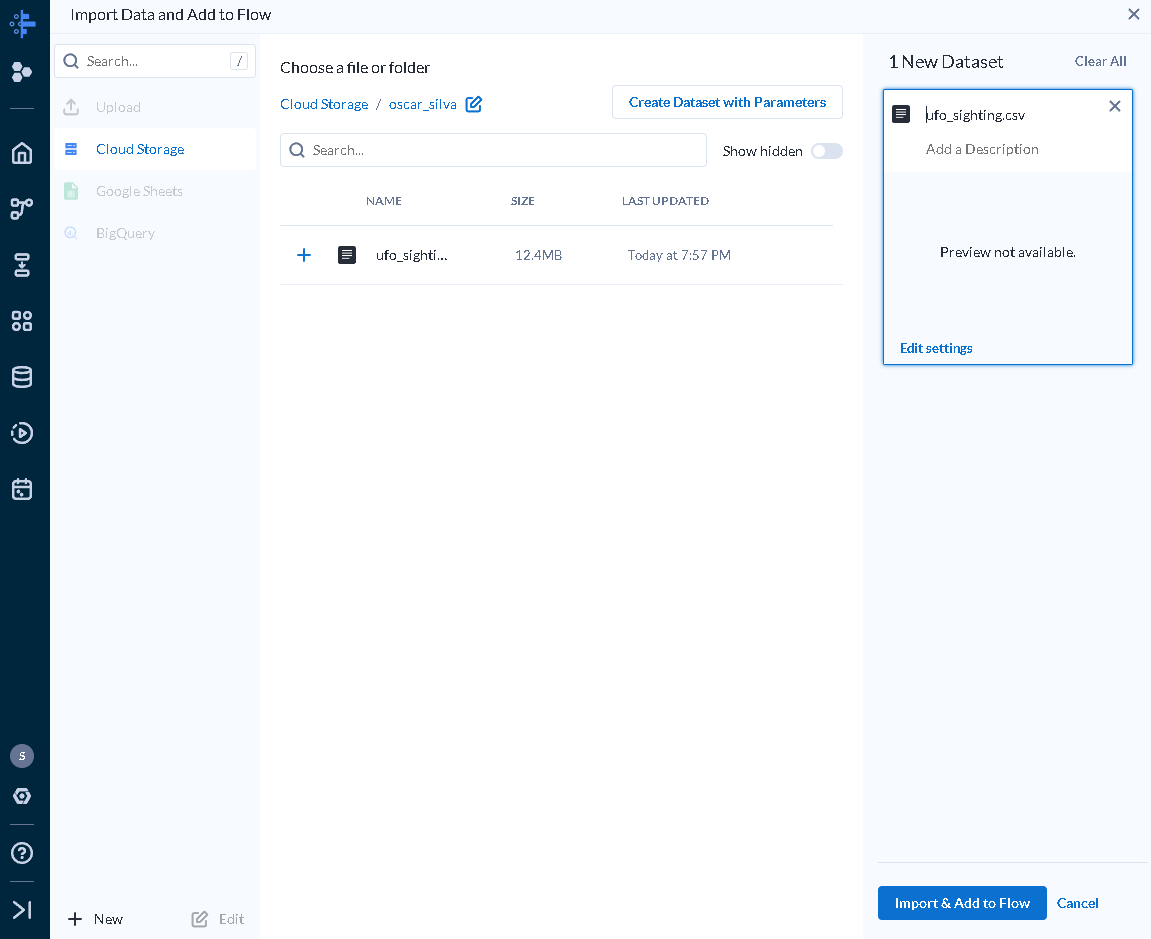 Import Data and Add to Flow
Search...
/
Upload
Cloud Storage
Google Sheets
BigQuery
Choose a file or folder
Cloud Storage / oscar_silva
Create Dataset with Parameters
Search...
Show hidden
NAME SIZE LAST UPDATED
ufo_sighti... 12.4MB Today at 7:57 PM
1 New Dataset
Clear All
ufo_sighting.csv
Add a Description
Preview not available.
Edit settings
S
New
Edit
Import & Add to Flow
Cancel